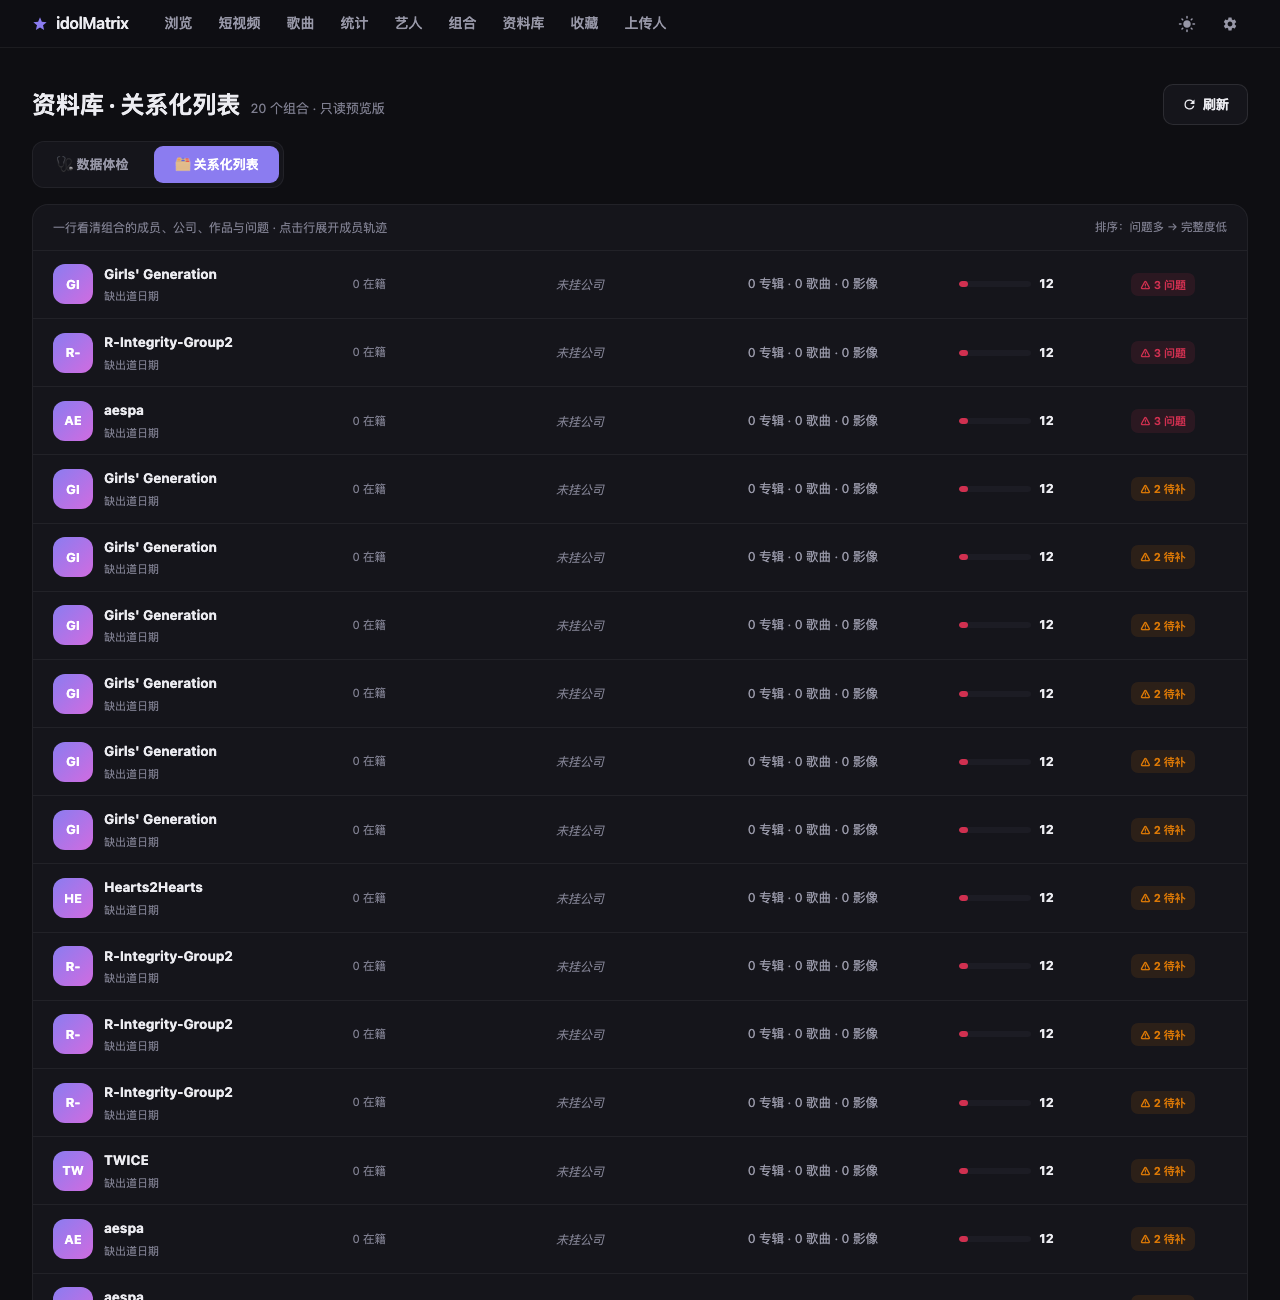 idolMatrix 浏览 短视频 歌曲 统计 艺人 组合 资料库 收藏 上传人
资料库 · 关系化列表 20 个组合 · 只读预览版 刷新
数据体检 关系化列表
一行看清组合的成员、公司、作品与问题 · 点击行展开成员轨迹 排序：问题多 → 完整度低
GI Girls' Generation 0 在籍 未挂公司 0 专辑 · 0 歌曲 · 0 影像 12 3 问题
缺出道日期
R- R-Integrity-Group2 0 在籍 未挂公司 0 专辑 · 0 歌曲 · 0 影像 12 3 问题
缺出道日期
AE aespa 0 在籍 未挂公司 0 专辑 · 0 歌曲 · 0 影像 12 3 问题
缺出道日期
GI Girls' Generation 0 在籍 未挂公司 0 专辑 · 0 歌曲 · 0 影像 12 2 待补
缺出道日期
GI Girls' Generation 0 在籍 未挂公司 0 专辑 · 0 歌曲 · 0 影像 12 2 待补
缺出道日期
GI Girls' Generation 0 在籍 未挂公司 0 专辑 · 0 歌曲 · 0 影像 12 2 待补
缺出道日期
GI Girls' Generation 0 在籍 未挂公司 0 专辑 · 0 歌曲 · 0 影像 12 2 待补
缺出道日期
GI Girls' Generation 0 在籍 未挂公司 0 专辑 · 0 歌曲 · 0 影像 12 2 待补
缺出道日期
GI Girls' Generation 0 在籍 未挂公司 0 专辑 · 0 歌曲 · 0 影像 12 2 待补
缺出道日期
HE Hearts2Hearts 0 在籍 未挂公司 0 专辑 · 0 歌曲 · 0 影像 12 2 待补
缺出道日期
R- R-Integrity-Group2 0 在籍 未挂公司 0 专辑 · 0 歌曲 · 0 影像 12 2 待补
缺出道日期
R- R-Integrity-Group2 0 在籍 未挂公司 0 专辑 · 0 歌曲 · 0 影像 12 2 待补
缺出道日期
R- R-Integrity-Group2 0 在籍 未挂公司 0 专辑 · 0 歌曲 · 0 影像 12 2 待补
缺出道日期
TW TWICE 0 在籍 未挂公司 0 专辑 · 0 歌曲 · 0 影像 12 2 待补
缺出道日期
AE aespa 0 在籍 未挂公司 0 专辑 · 0 歌曲 · 0 影像 12 2 待补
缺出道日期
aespa